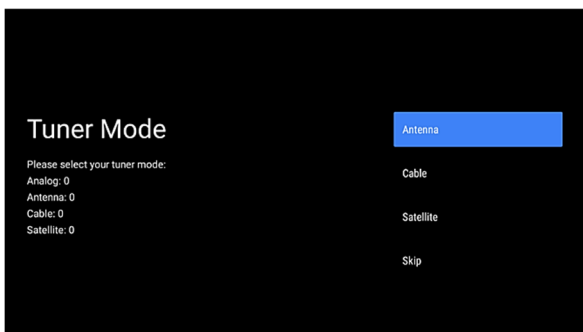 Tuner Mode
Please select your tuner mode:
Analog: 0
Antenna: 0
Cable: 0
Satellite: 0
Antenna
Cable
Satellite
Skip